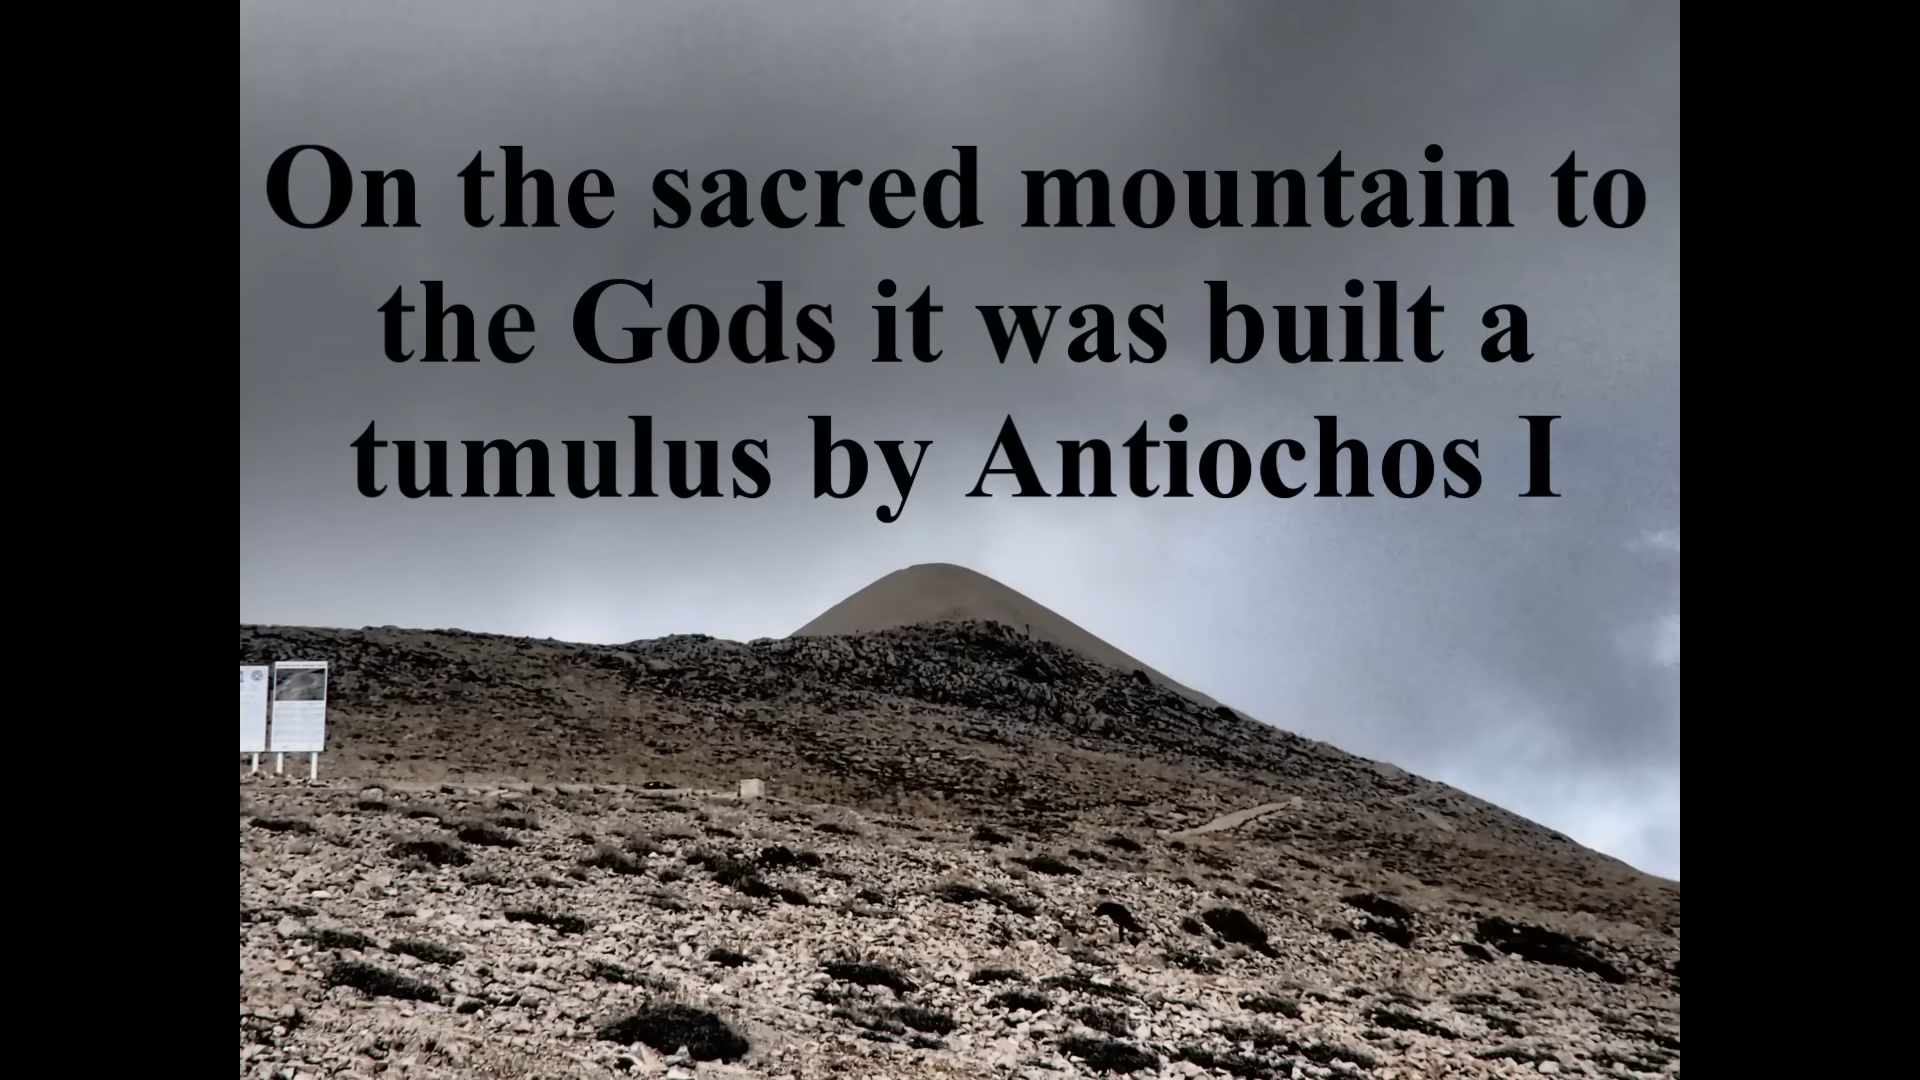 On the sacred mountain to
the Gods it was built a
tumulus by Antiochos I